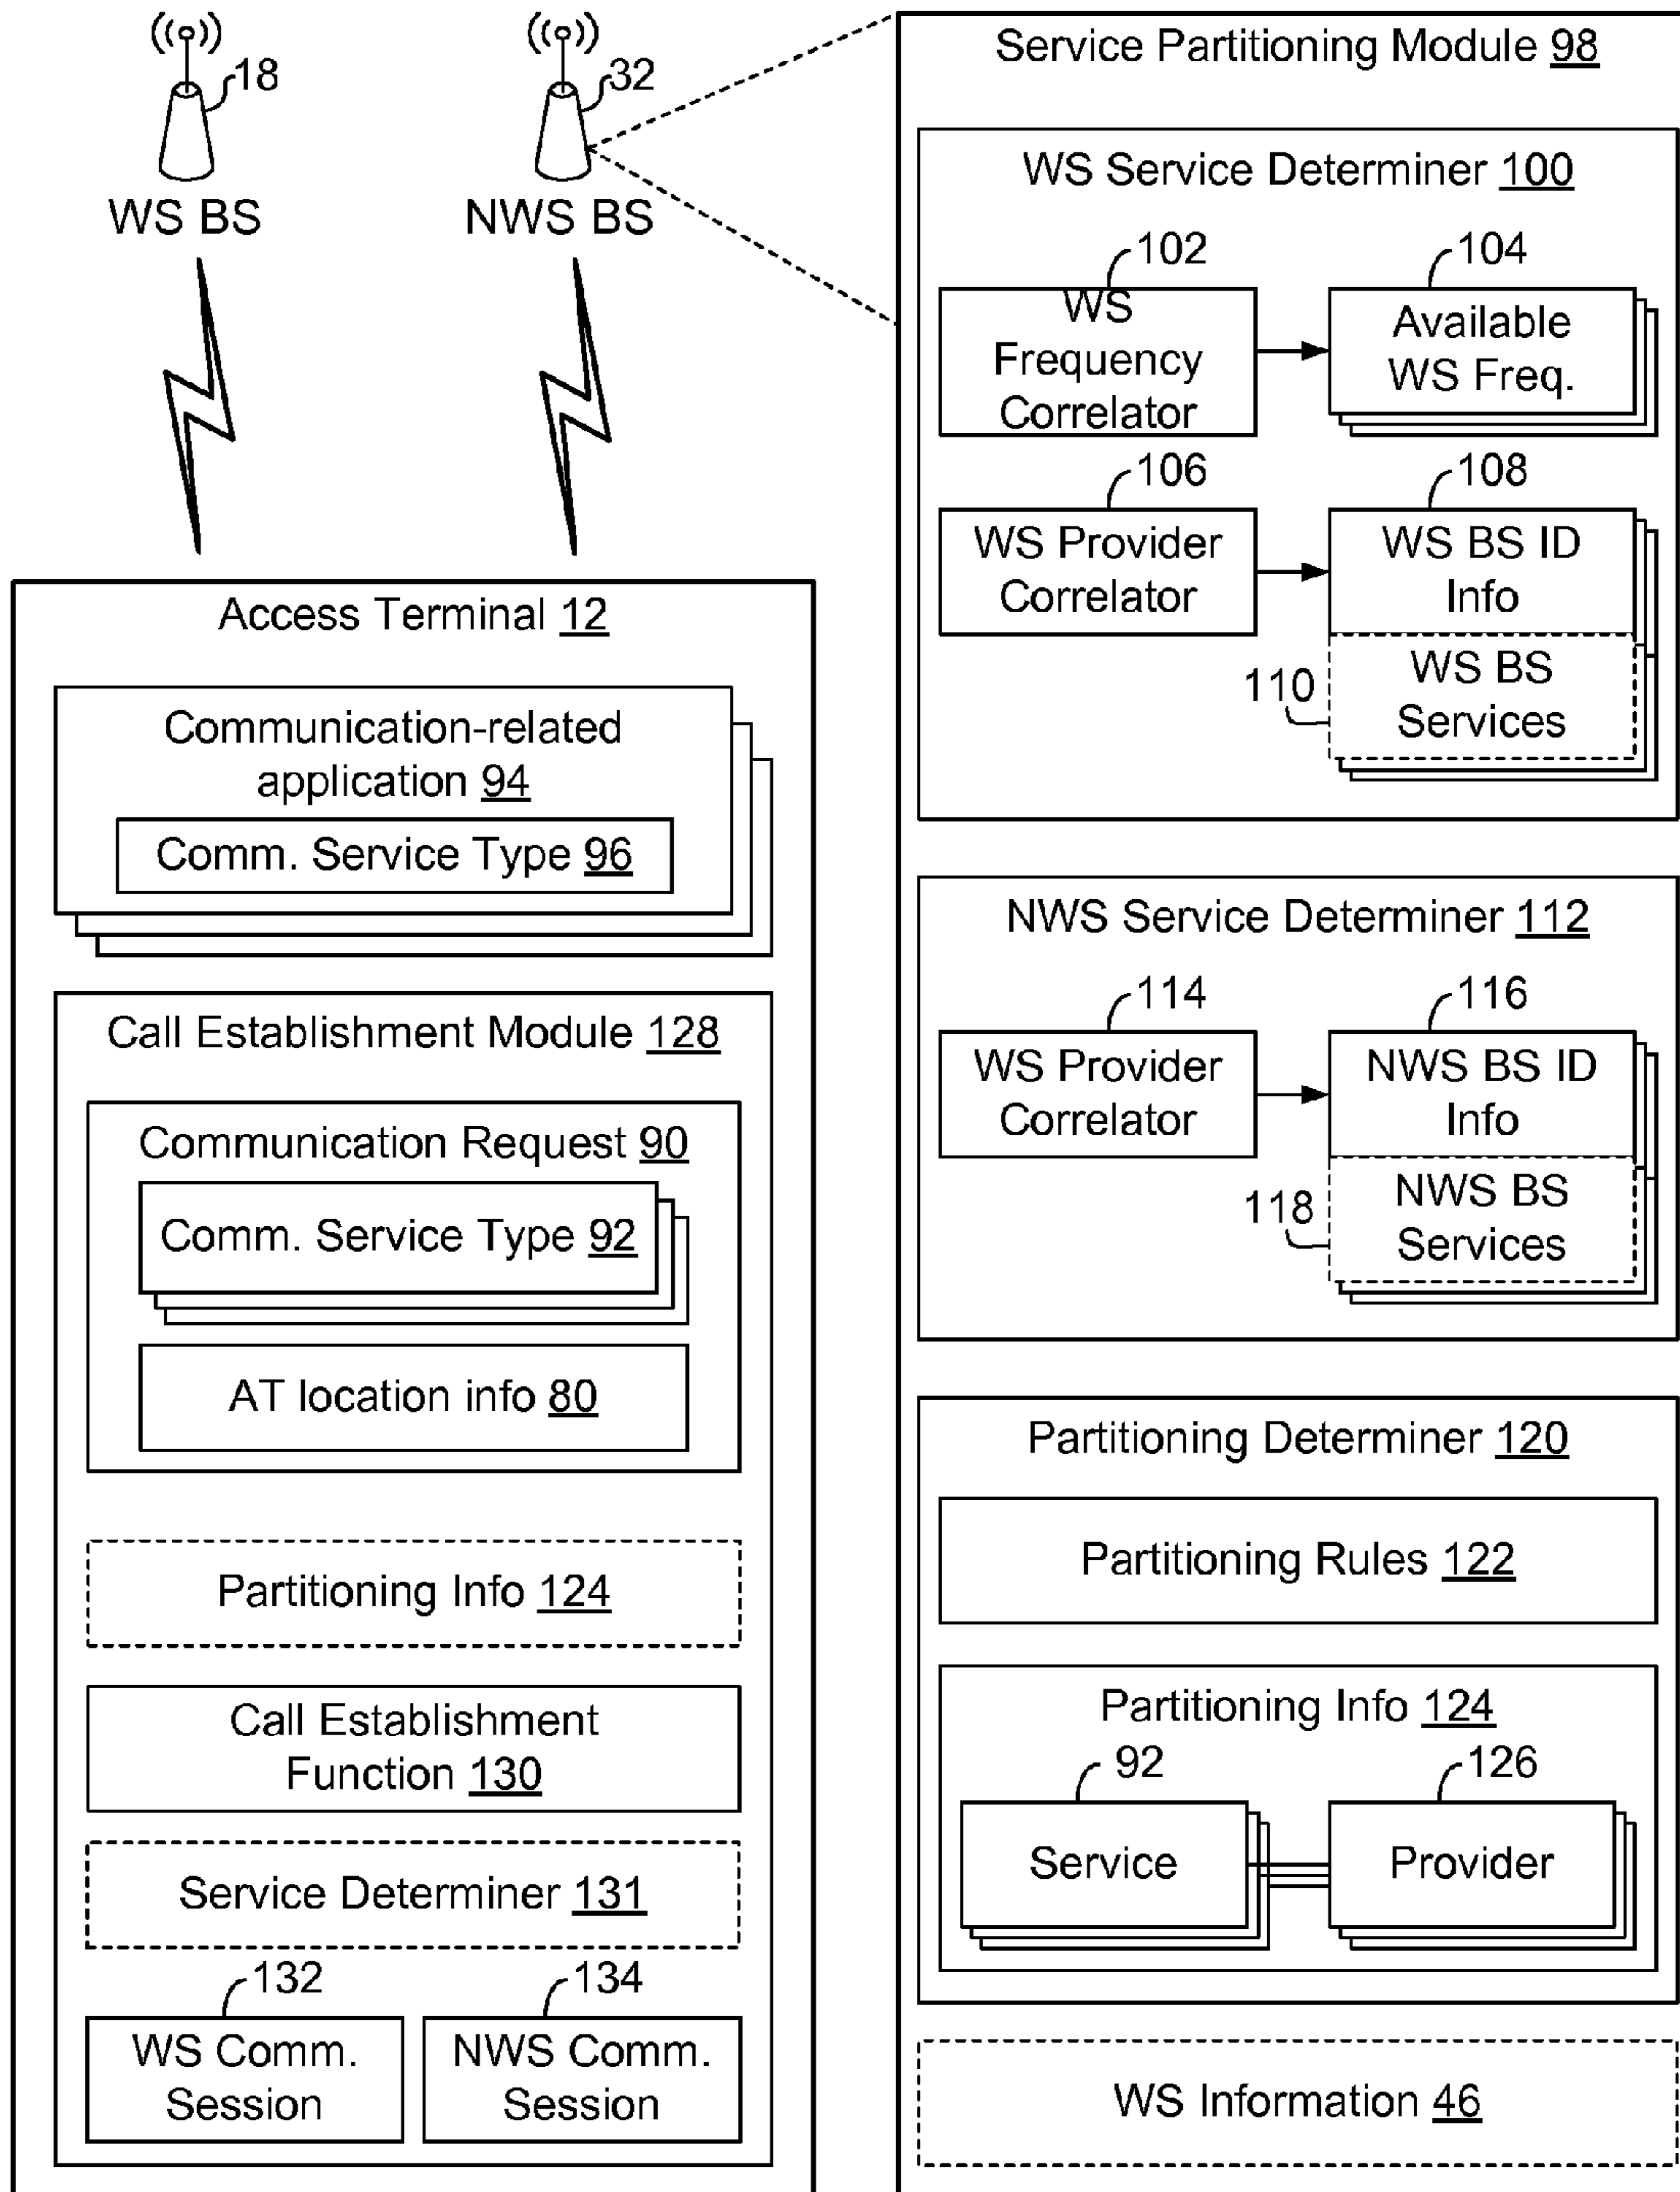 18
32
WS BS
NWS BS
Access Terminal 12
Communication-related
application 94
Comm. Service Type 96
Call Establishment Module 128
Communication Request 90
Comm. Service Type 92
AT location info 80
Partitioning Info 124
Call Establishment
Function 130
Service Determiner 131
132
134
WS Comm.
Session
NWS Comm.
Session
Service Partitioning Module 98
WS Service Determiner 100
102
104
WS
Frequency
Correlator
Available
WS Freq.
106
108
WS Provider
Correlator
WS BS ID
Info
110
WS BS
Services
NWS Service Determiner 112
114
116
WS Provider
Correlator
NWS BS ID
Info
118
NWS BS
Services
Partitioning Determiner 120
Partitioning Rules 122
Partitioning Info 124
92
126
Service
Provider
WS Information 46